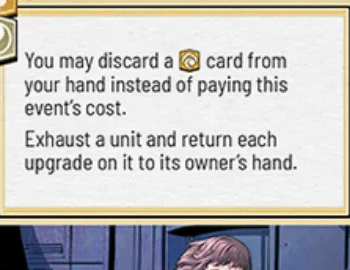 You may discard a card from
your hand instead of paying this
event's cost.
Exhaust a unit and return each
upgrade on it to its owner's hand.